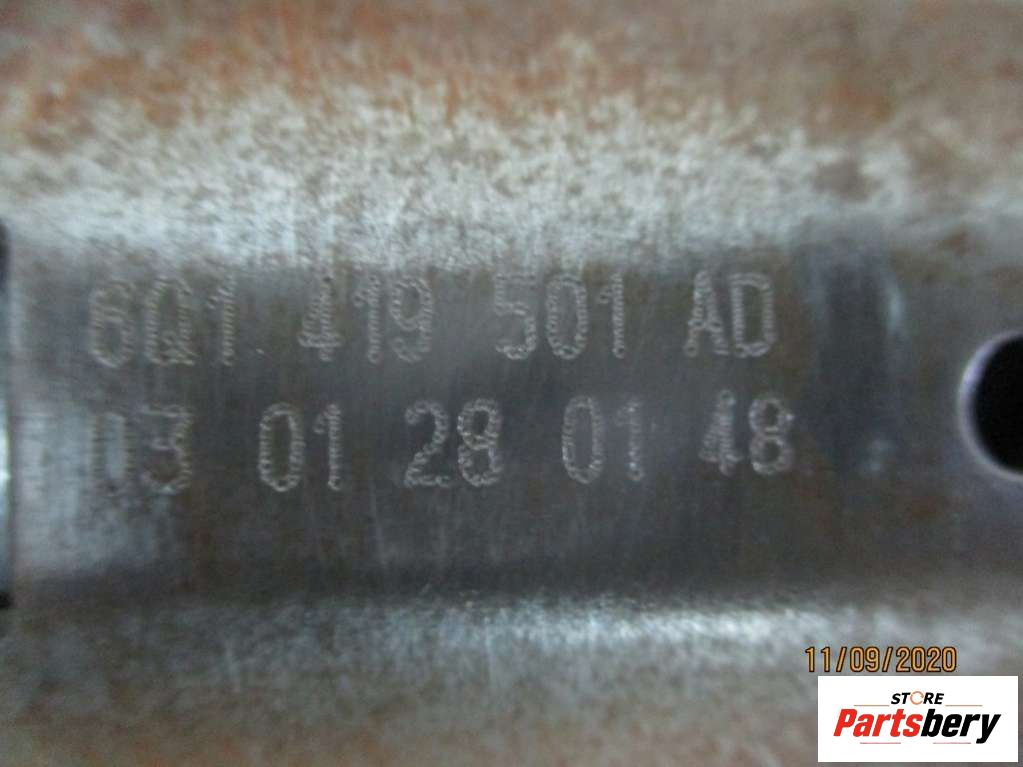 6Q1 419 501 AD
03 01 28 01 48
11/09/2020
STORE
Partsbery